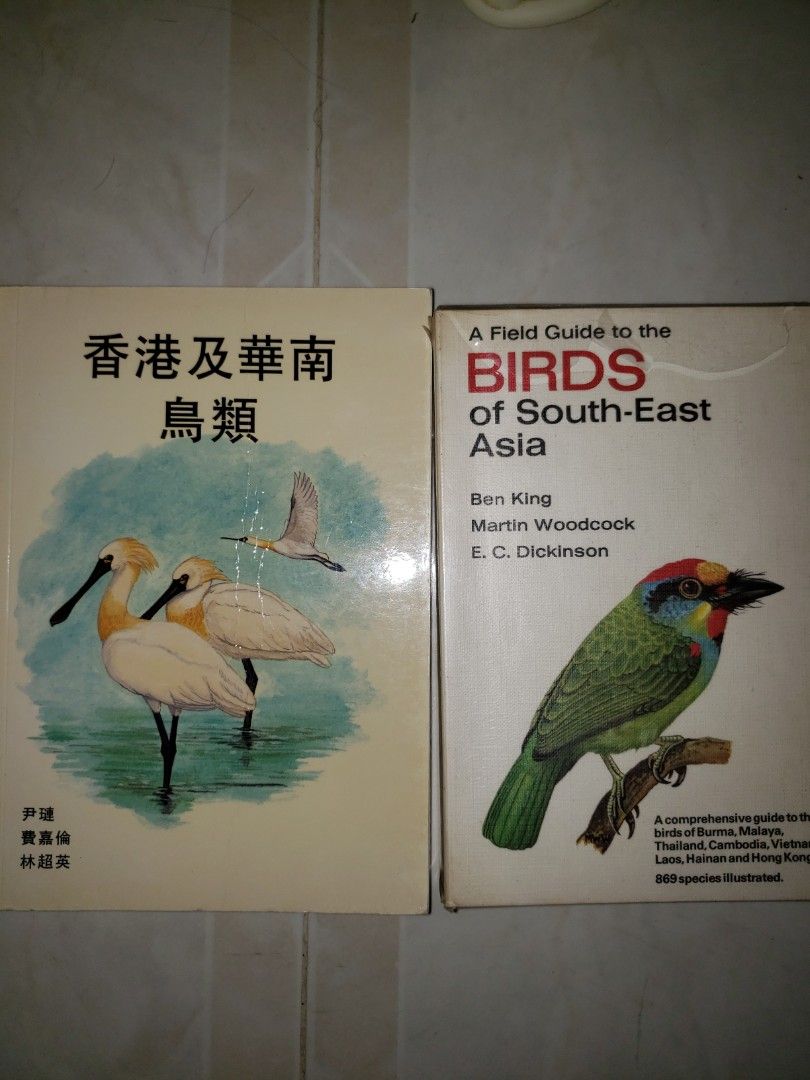 香港及華南
鳥類
尹璉
費嘉倫
林超英
A Field Guide to the
BIRDS
of South-East
Asia
Ben King
Martin Woodcock
E. C. Dickinson
A comprehensive guide to th
birds of Burma, Malaya,
Thailand, Cambodia, Vietnam
Laos, Hainan and Hong Kong
869 species illustrated.